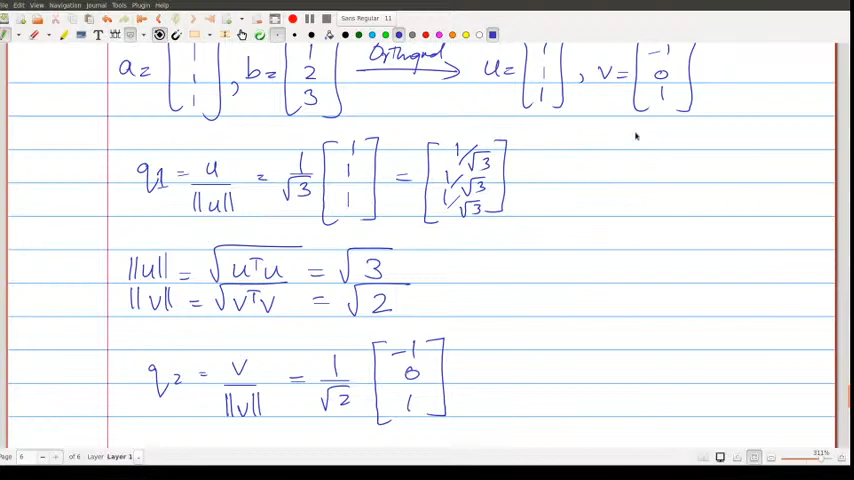 File Edit View Navigation Journal Tools Plugin Help
Sans Regular 11
a= [1 1 1] , b= [1 2 3] Orthogonal → u= [1 1 1] , v= [-1 0 1]
q1 = u/||u|| = 1/√3 [1 1 1] = [1/√3 1/√3 1/√3]
||u|| = √uᵀu = √3
||v|| = √vᵀv = √2
q2 = v/||v|| = 1/√2 [-1 0 1]
Page 6 of 6 Layer Layer 1 311%